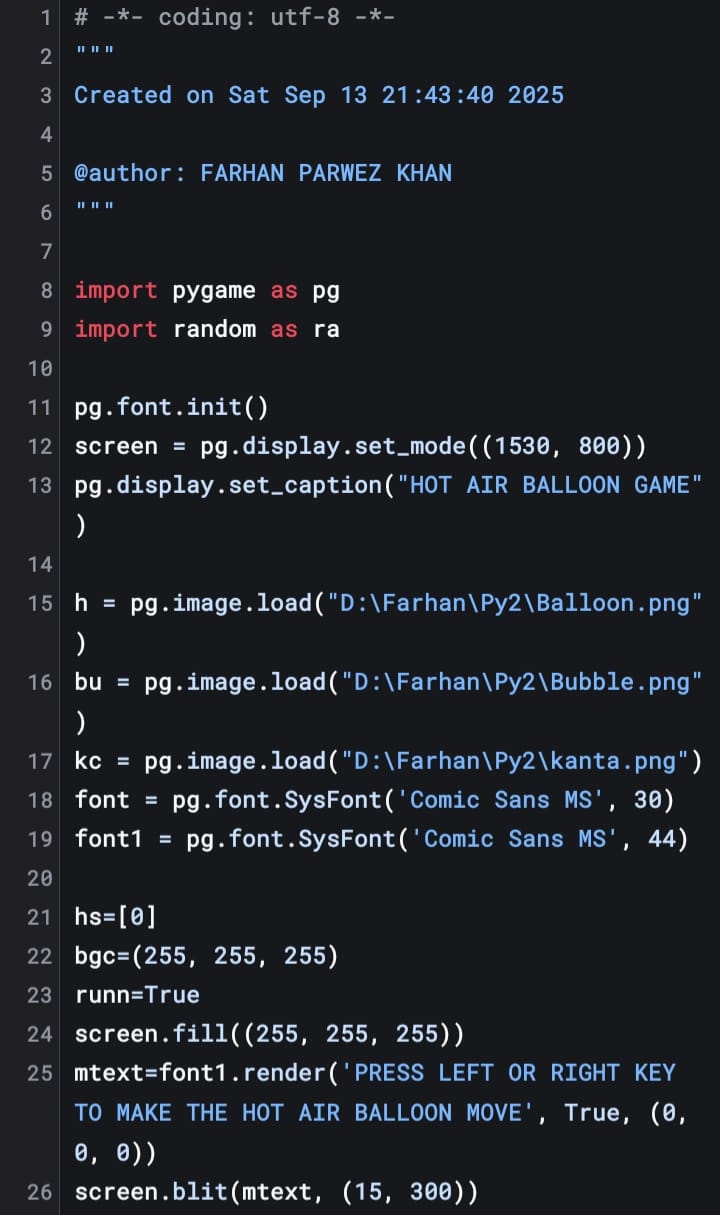 1 # -*- coding: utf-8 -*-
2 """
3 Created on Sat Sep 13 21:43:40 2025
4
5 @author: FARHAN PARWEZ KHAN
6 """
7
8 import pygame as pg
9 import random as ra
10
11 pg.font.init()
12 screen = pg.display.set_mode((1530, 800))
13 pg.display.set_caption("HOT AIR BALLOON GAME"
)
14
15 h = pg.image.load("D:\Farhan\Py2\Balloon.png"
)
16 bu = pg.image.load("D:\Farhan\Py2\Bubble.png"
)
17 kc = pg.image.load("D:\Farhan\Py2\kanta.png")
18 font = pg.font.SysFont('Comic Sans MS', 30)
19 font1 = pg.font.SysFont('Comic Sans MS', 44)
20
21 hs=[0]
22 bgc=(255, 255, 255)
23 runn=True
24 screen.fill((255, 255, 255))
25 mtext=font1.render('PRESS LEFT OR RIGHT KEY
TO MAKE THE HOT AIR BALLOON MOVE', True, (0,
0, 0))
26 screen.blit(mtext, (15, 300))